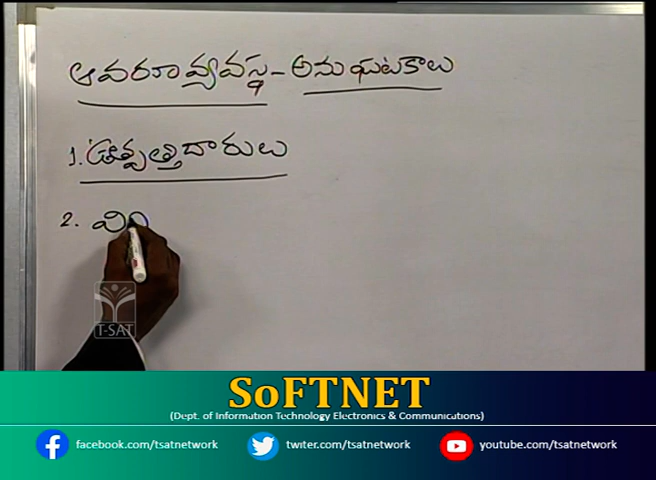 ఆవరణ వ్యవస్థ - అనుఘటకాలు
1. ఉత్పత్తిదారులు
2. విని
T-SAT
SoFTNET
(Dept. of Information Technology Electronics & Communications)
facebook.com/tsatnetwork
twiter.com/tsatnetwork
youtube.com/tsatnetwork